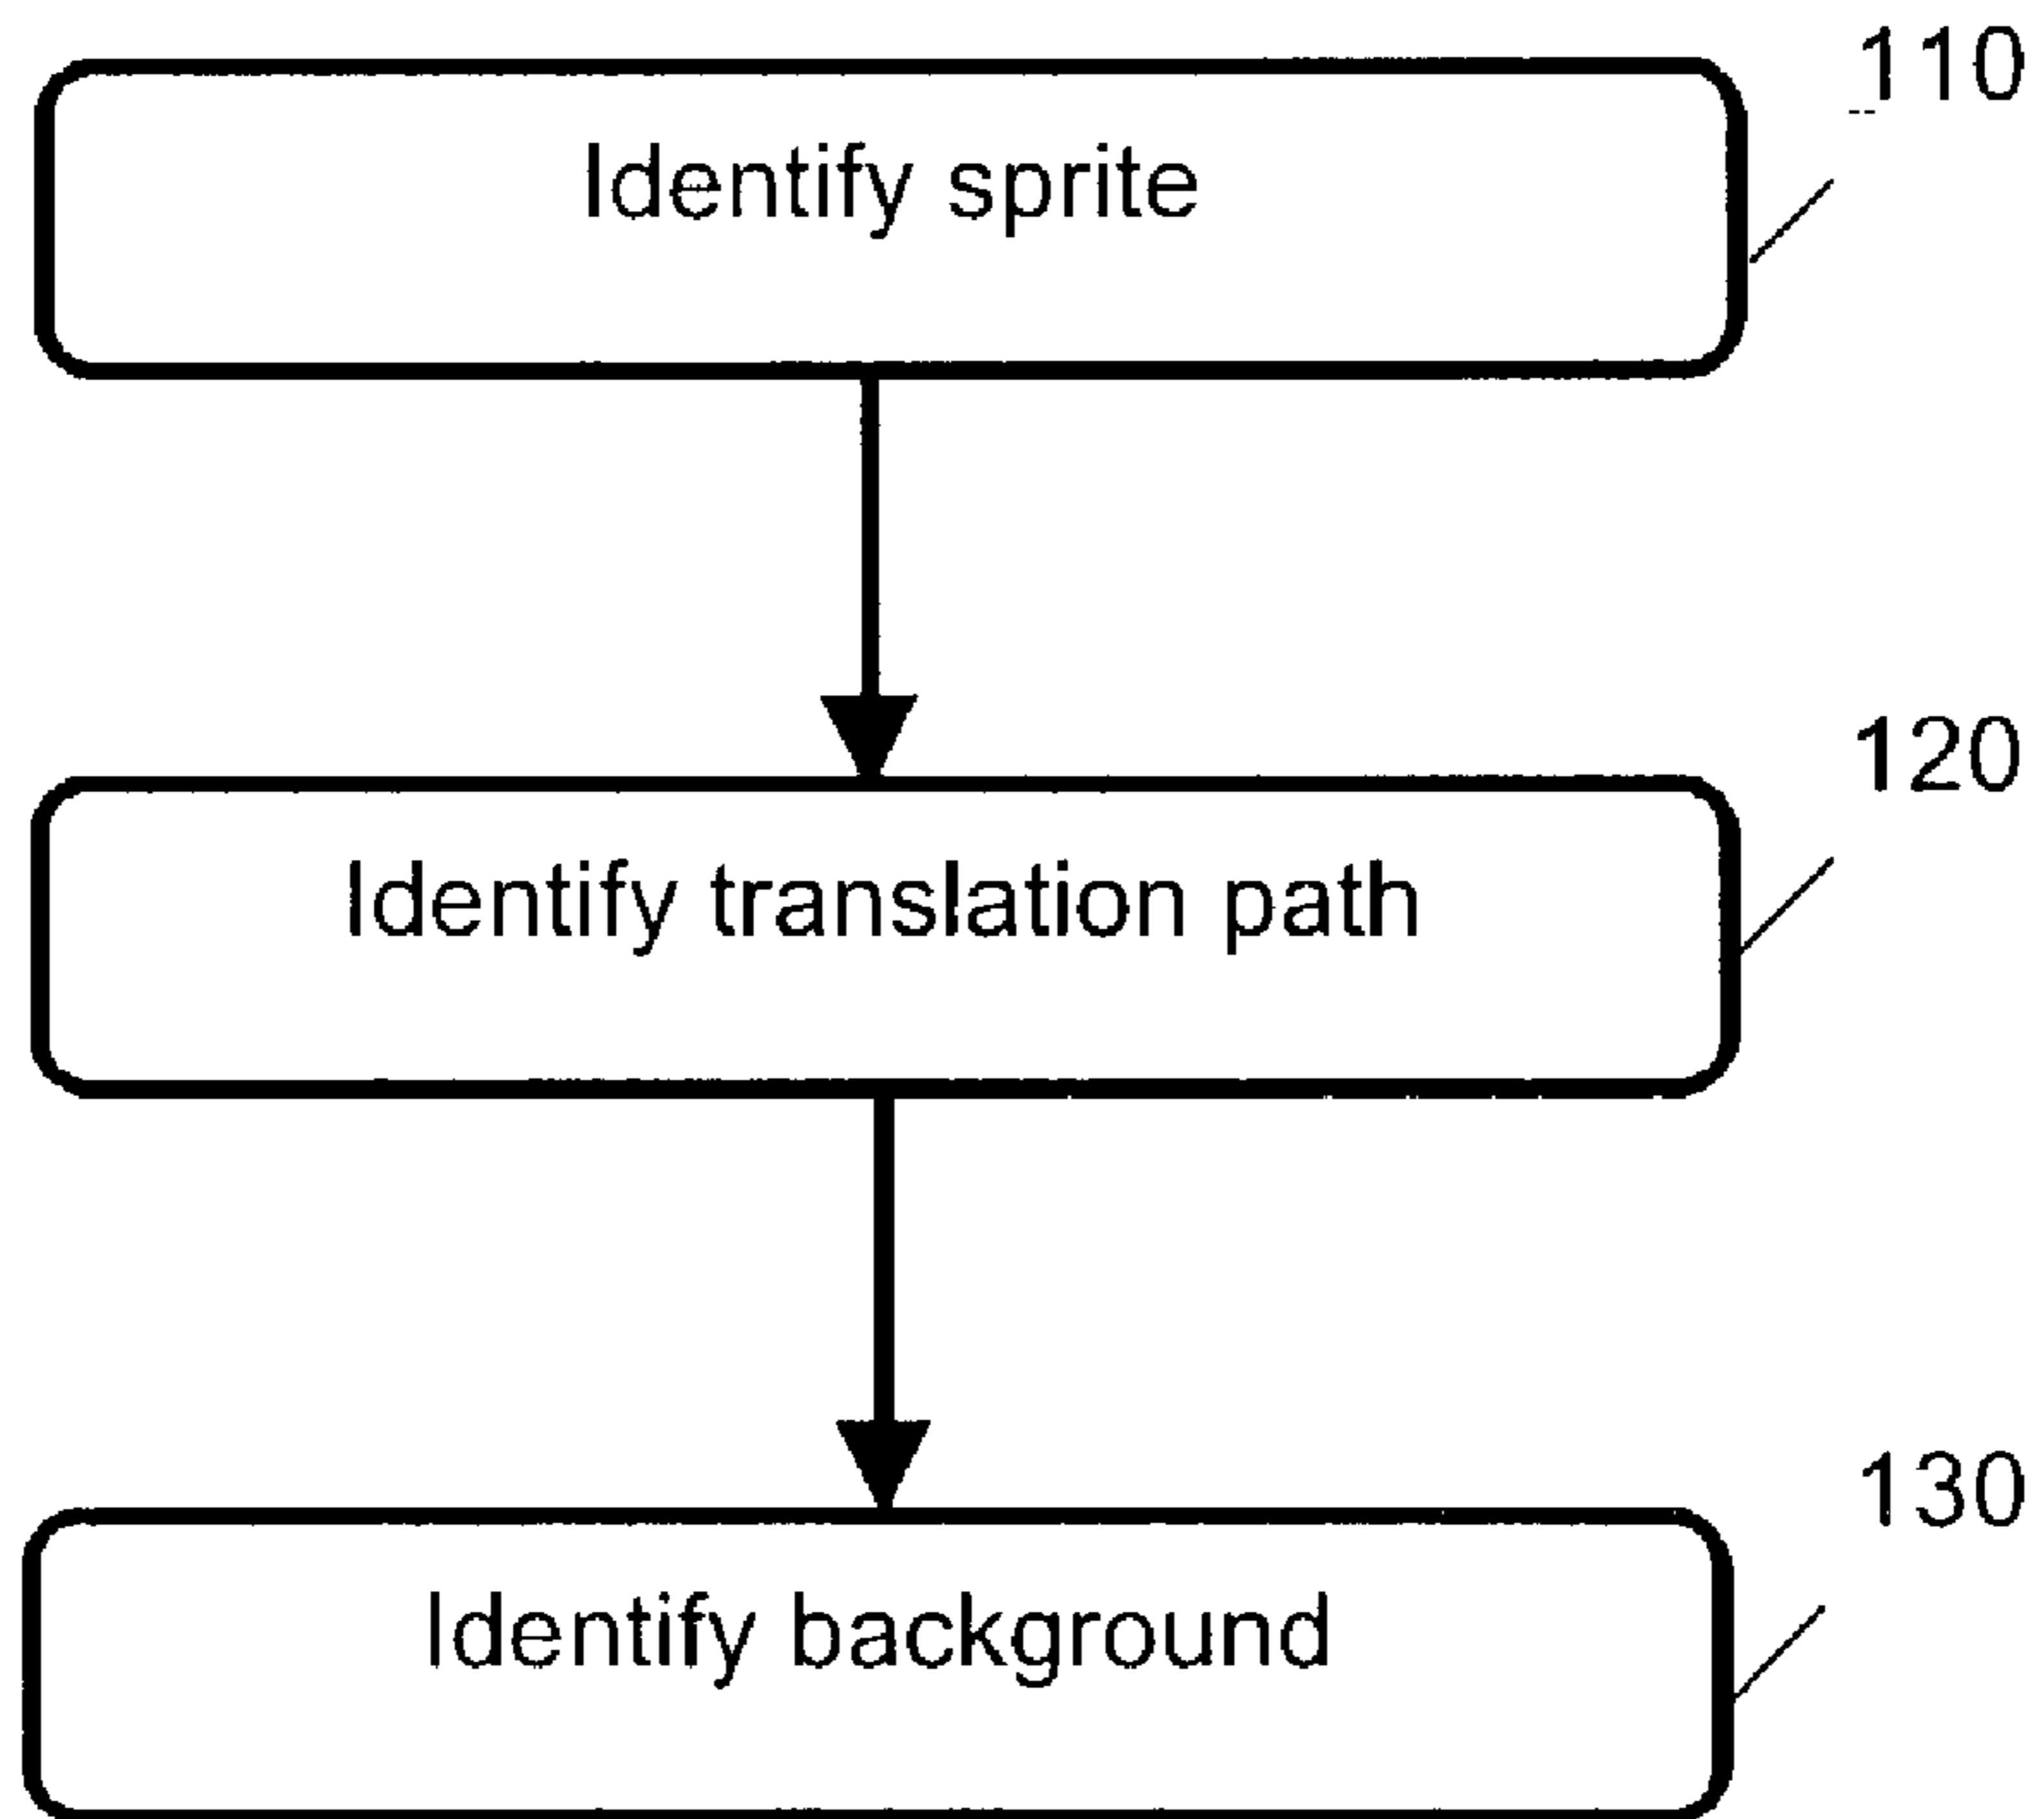 110
Identify sprite
120
Identify translation path
130
Identify background